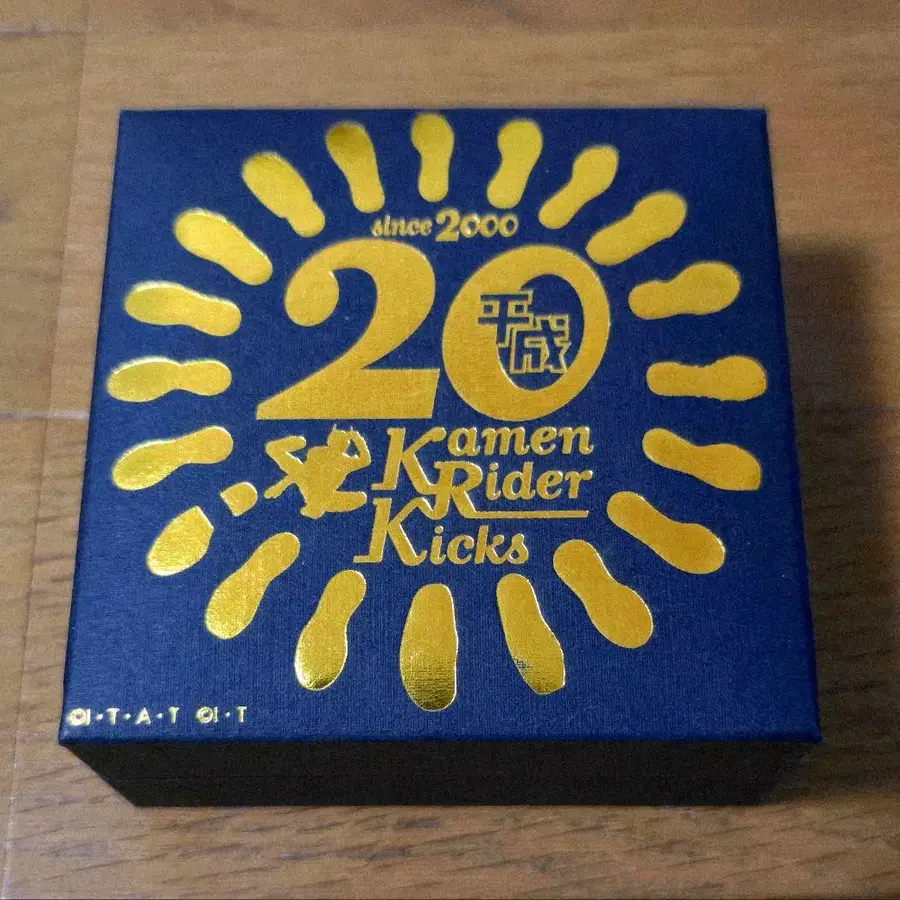 since 2000
20
平成
Kamen
Rider
Kicks
©I・T・A・T ©I・T